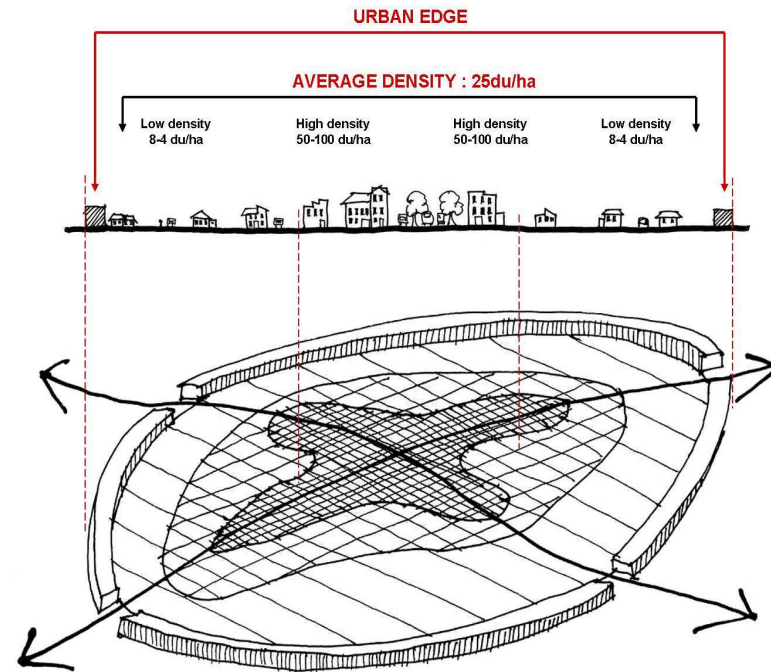 URBAN EDGE
AVERAGE DENSITY : 25du/ha
Low density
8-4 du/ha
High density
50-100 du/ha
High density
50-100 du/ha
Low density
8-4 du/ha